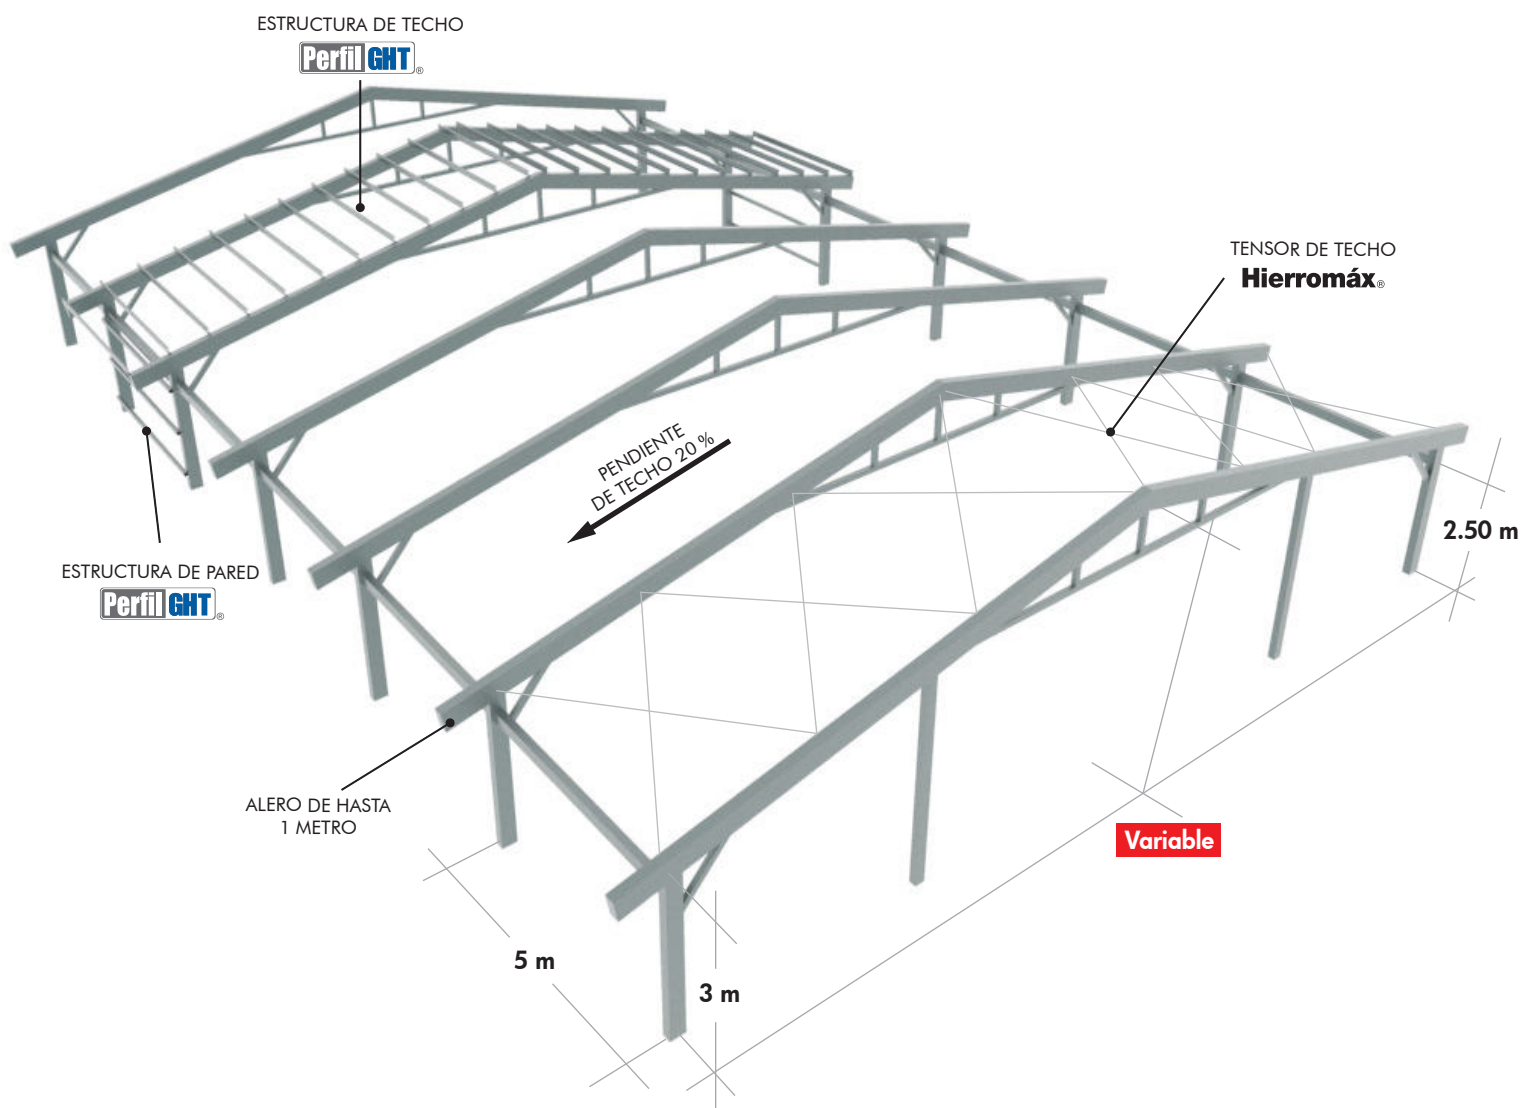 ESTRUCTURA DE TECHO
Perfil GHT®
TENSOR DE TECHO
Hierromáx®
PENDIENTE
DE TECHO 20 %
2.50 m
ESTRUCTURA DE PARED
Perfil GHT®
ALERO DE HASTA
1 METRO
Variable
5 m
3 m